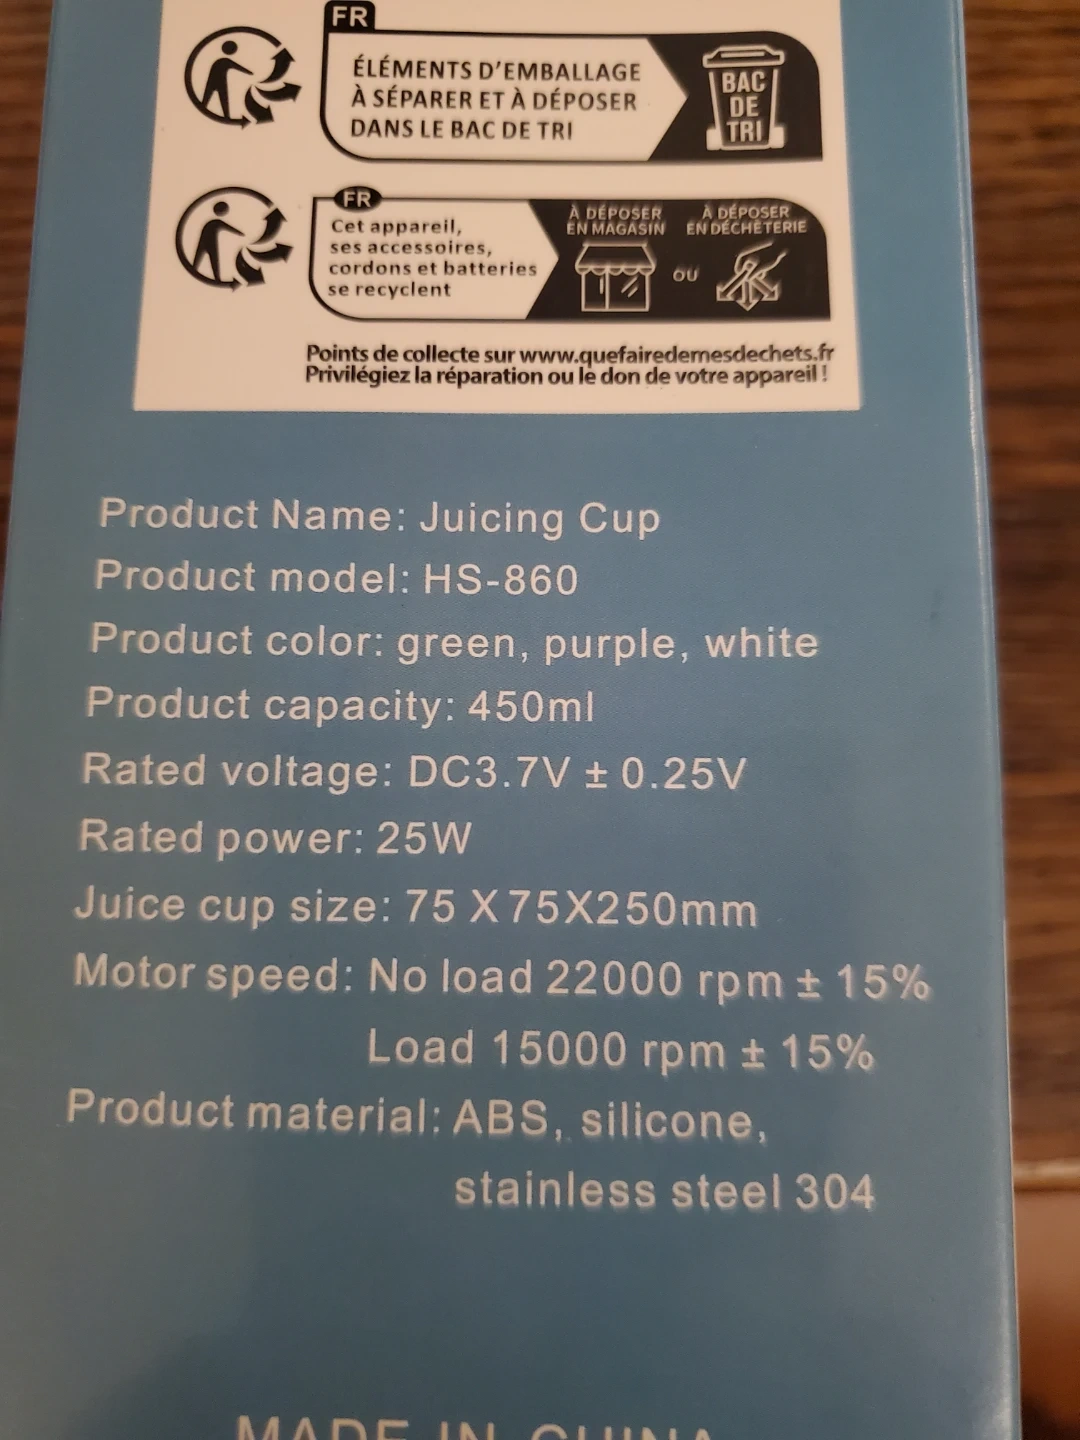 FR
ÉLÉMENTS D'EMBALLAGE
À SÉPARER ET À DÉPOSER
DANS LE BAC DE TRI
BAC
DE
TRI
FR
Cet appareil,
ses accessoires,
cordons et batteries
se recyclent
À DÉPOSER
EN MAGASIN
OU
À DÉPOSER
EN DÉCHÈTERIE
Points de collecte sur www.quefairedemesdechets.fr
Privilégiez la réparation ou le don de votre appareil !
Product Name: Juicing Cup
Product model: HS-860
Product color: green, purple, white
Product capacity: 450ml
Rated voltage: DC3.7V ± 0.25V
Rated power: 25W
Juice cup size: 75 X 75X250mm
Motor speed: No load 22000 rpm ± 15%
Load 15000 rpm ± 15%
Product material: ABS, silicone,
stainless steel 304
MADE IN CHINA